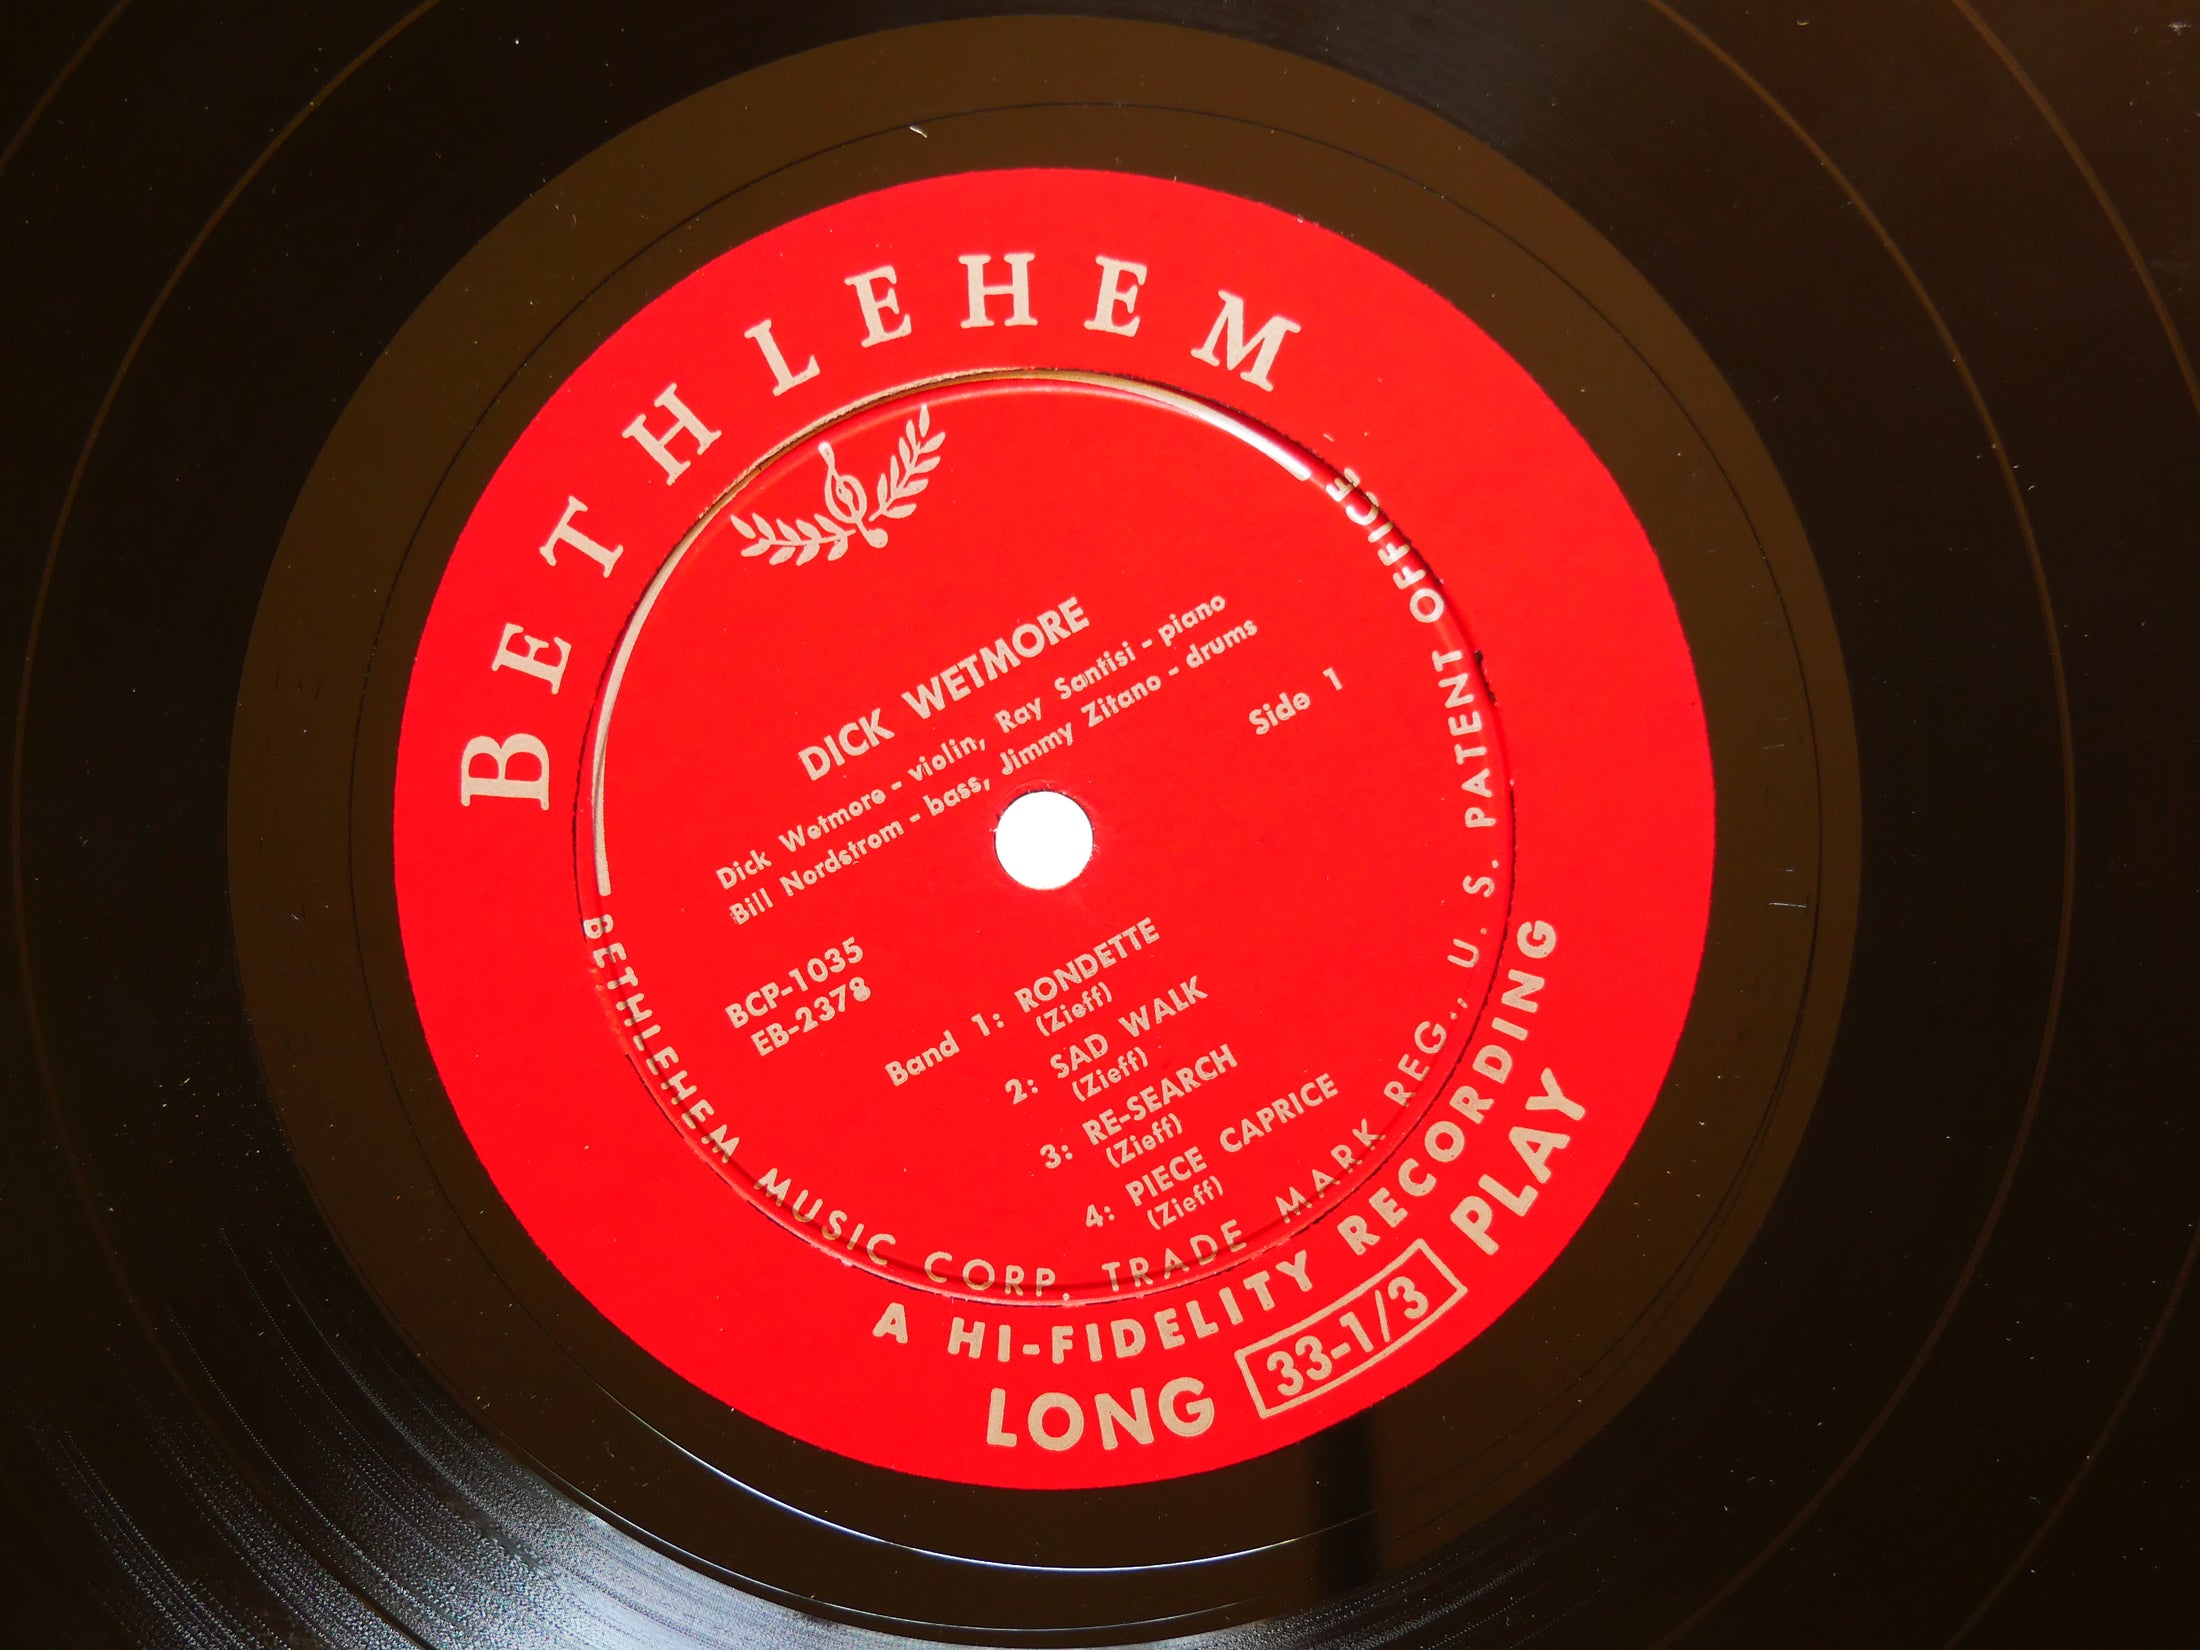 BETHLEHEM
DICK WETMORE
Dick Wetmore - violin, Ray Santisi - piano
Bill Nordstrom - bass, Jimmy Zitano - drums
Side 1
BCP-1035
EB-2378
Band 1: RONDETTE
(Zieff)
2: SAD WALK
(Zieff)
3: RE-SEARCH
(Zieff)
4: PIECE CAPRICE
(Zieff)
BETHLEHEM MUSIC CORP. TRADE MARK REG., U. S. PATENT OFFICE
A HI-FIDELITY RECORDING
LONG 33-1/3 PLAY